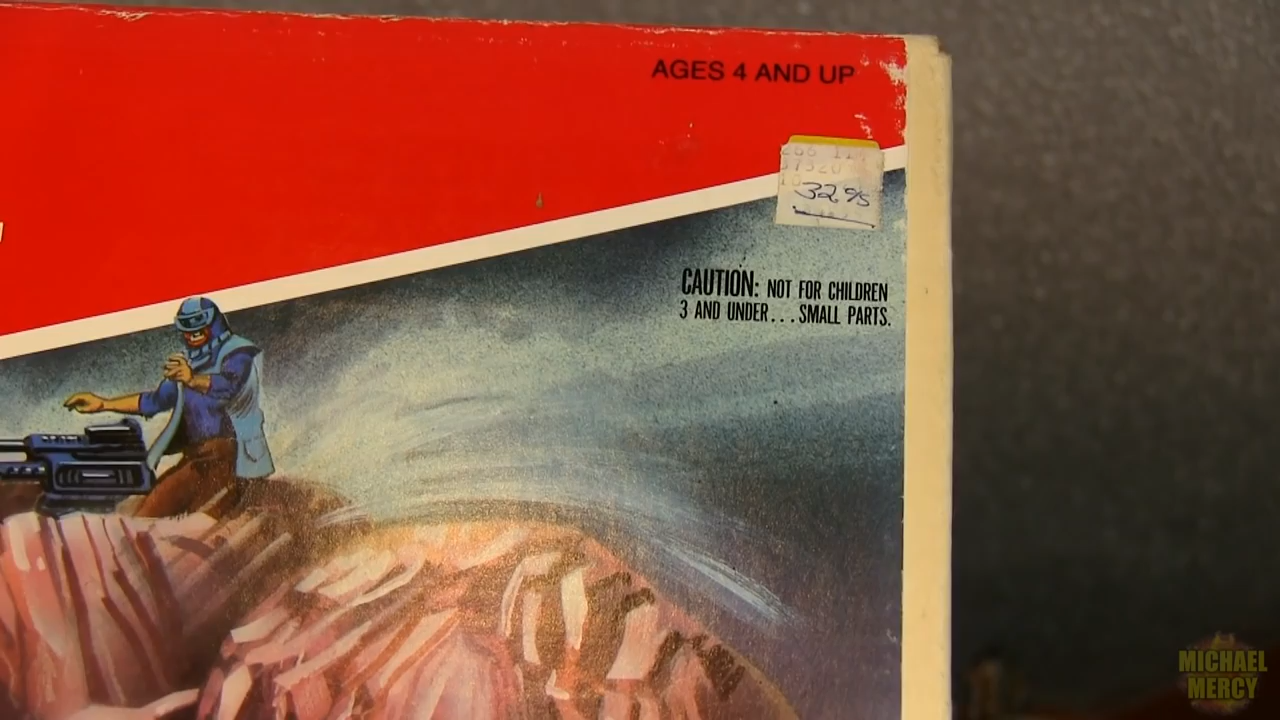 AGES 4 AND UP
32.95
CAUTION: NOT FOR CHILDREN
3 AND UNDER...SMALL PARTS.
MICHAEL
MERCY